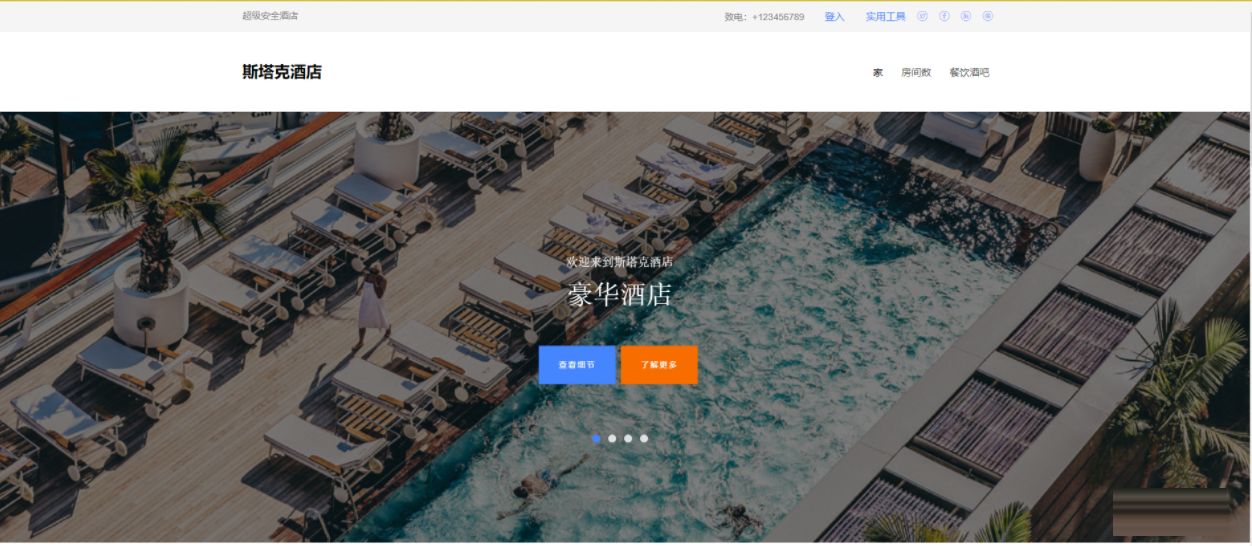 超级安全酒店
致电：+123456789 登入 实用工具
斯塔克酒店
家 房间数 餐饮酒吧
欢迎来到斯塔克酒店
豪华酒店
查看细节 了解更多